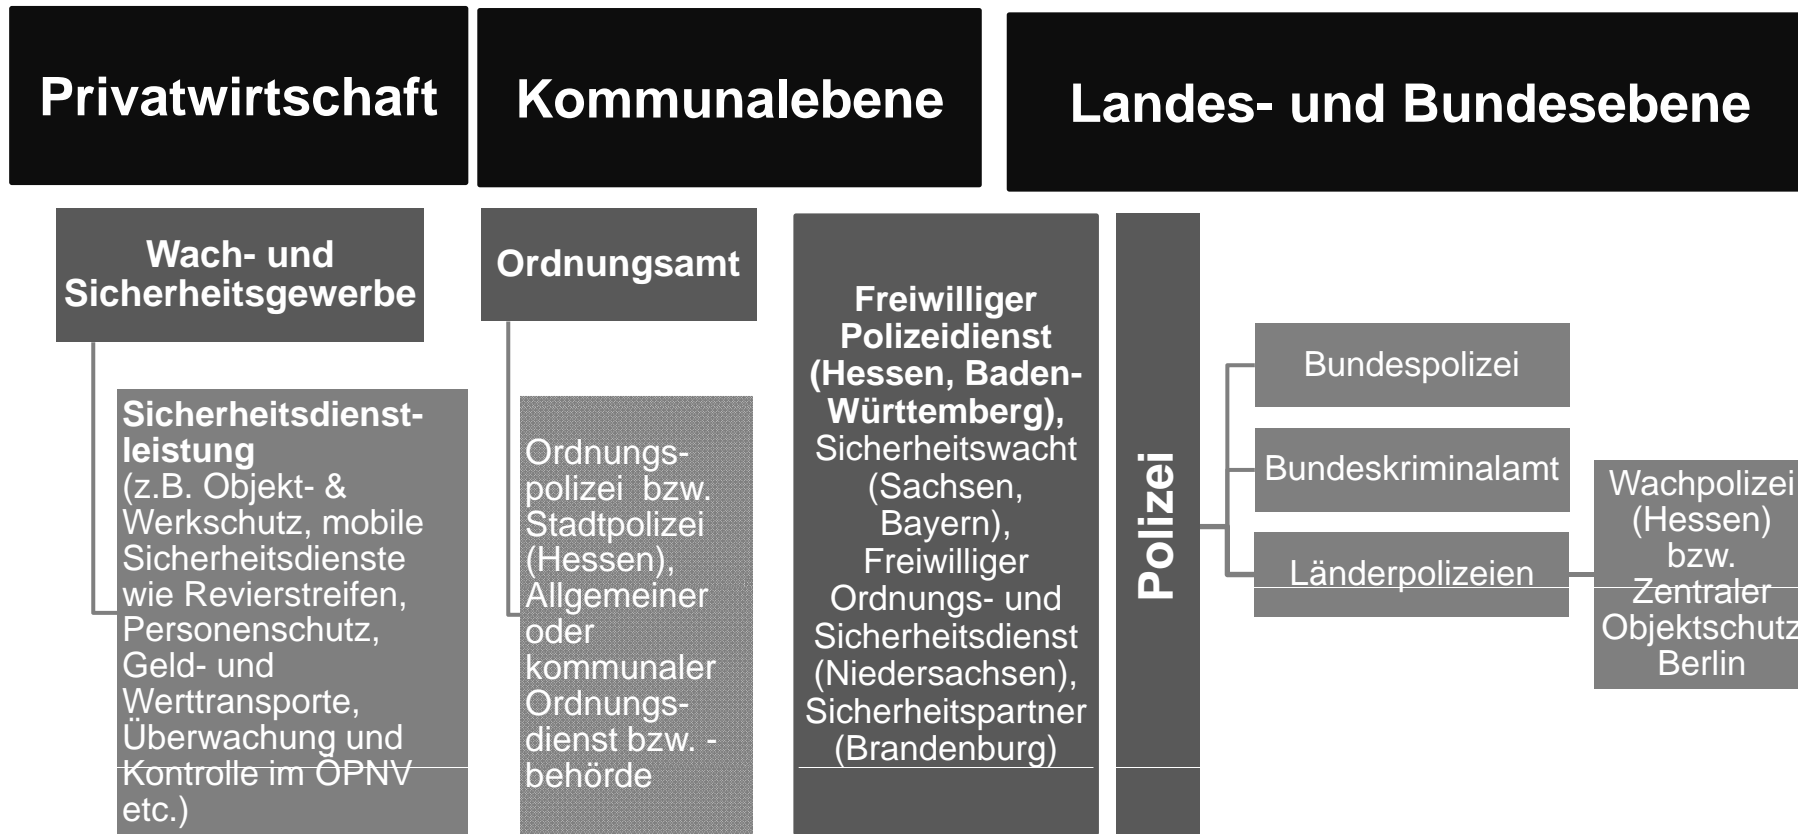 Privatwirtschaft
Kommunalebene
Landes- und Bundesebene
Wach- und
Sicherheitsgewerbe
Sicherheitsdienst-
leistung
(z.B. Objekt- &
Werkschutz, mobile
Sicherheitsdienste
wie Revierstreifen,
Personenschutz,
Geld- und
Werttransporte,
Überwachung und
Kontrolle im ÖPNV
etc.)
Ordnungsamt
Ordnungs-
polizei bzw.
Stadtpolizei
(Hessen),
Allgemeiner
oder
kommunaler
Ordnungs-
dienst bzw. -
behörde
Freiwilliger
Polizeidienst
(Hessen, Baden-
Württemberg),
Sicherheitswacht
(Sachsen,
Bayern),
Freiwilliger
Ordnungs- und
Sicherheitsdienst
(Niedersachsen),
Sicherheitspartner
(Brandenburg)
Polizei
Bundespolizei
Bundeskriminalamt
Länderpolizeien
Wachpolizei
(Hessen)
bzw.
Zentraler
Objektschutz
Berlin